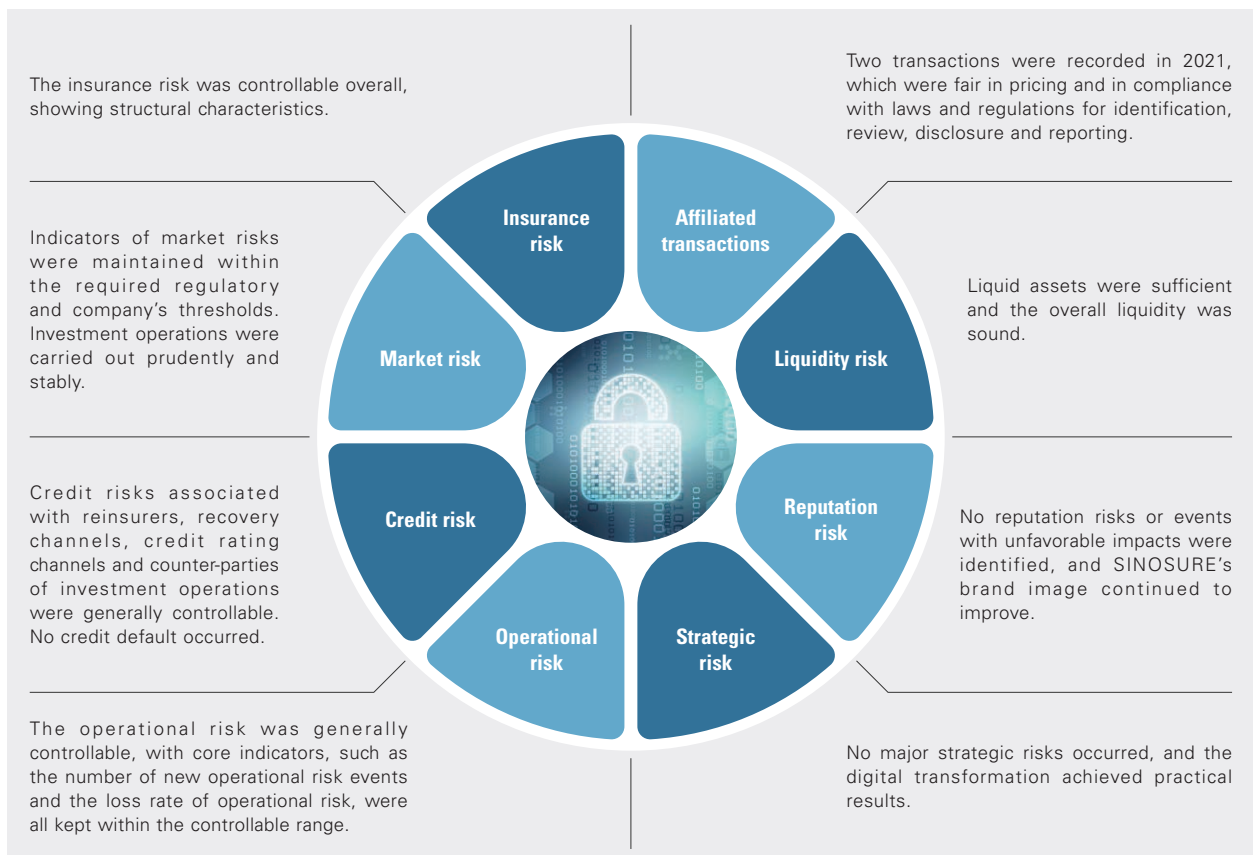 The insurance risk was controllable overall,
showing structural characteristics.
Two transactions were recorded in 2021,
which were fair in pricing and in compliance
with laws and regulations for identification,
review, disclosure and reporting.
Insurance
risk
Affiliated
transactions
Indicators of market risks
were maintained within
the required regulatory
and company's thresholds.
Investment operations were
carried out prudently and
stably.
Market risk
Liquidity risk
Liquid assets were sufficient
and the overall liquidity was
sound.
Credit risks associated
with reinsurers, recovery
channels, credit rating
channels and counter-parties
of investment operations
were generally controllable.
No credit default occurred.
Credit risk
Reputation
risk
No reputation risks or events
with unfavorable impacts were
identified, and SINOSURE's
brand image continued to
improve.
Operational
risk
Strategic
risk
The operational risk was generally
controllable, with core indicators, such as
the number of new operational risk events
and the loss rate of operational risk, were
all kept within the controllable range.
No major strategic risks occurred, and the
digital transformation achieved practical
results.